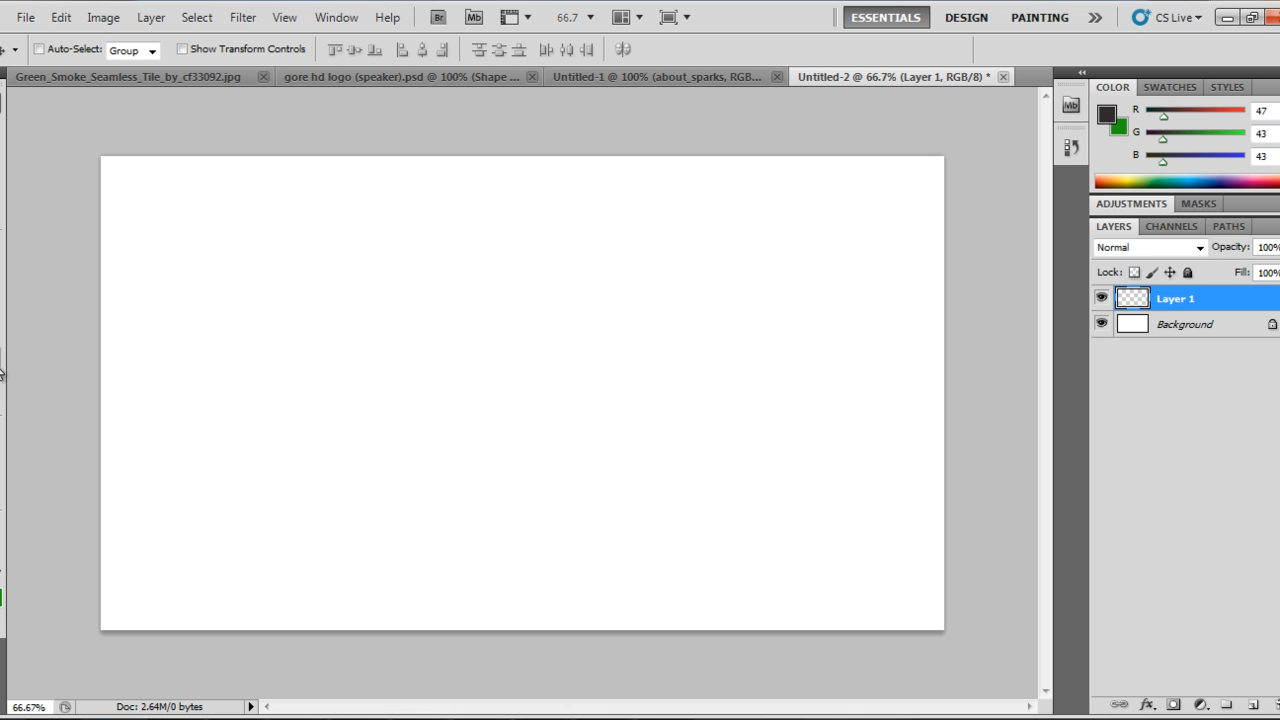 File Edit Image Layer Select Filter View Window Help Br Mb 66.7 ESSENTIALS DESIGN PAINTING CS Live
Auto-Select: Group Show Transform Controls
Green_Smoke_Seamless_Tile_by_cf33092.jpg gore hd logo (speaker).psd @ 100% (Shape ... Untitled-1 @ 100% (about_sparks, RGB... Untitled-2 @ 66.7% (Layer 1, RGB/8) *
Mb COLOR SWATCHES STYLES
R 47
G 43
B 43
ADJUSTMENTS MASKS
LAYERS CHANNELS PATHS
Normal Opacity: 100%
Lock: Fill: 100%
Layer 1
Background
fx
66.67% Doc: 2.64M/0 bytes